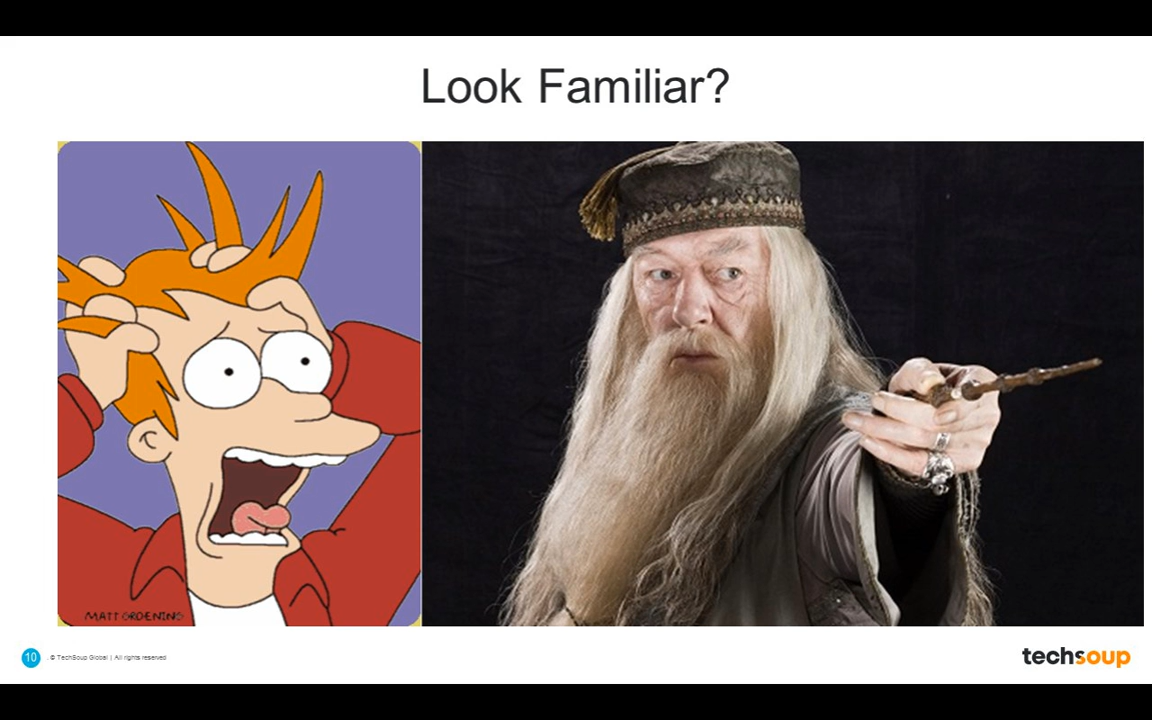 Look Familiar?
MATT GROENING
10
© TechSoup Global | All rights reserved
techsoup